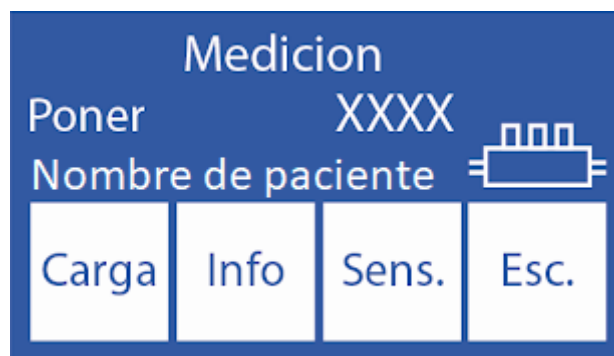 Medicion
Poner XXXX
Nombre de paciente
Carga Info Sens. Esc.